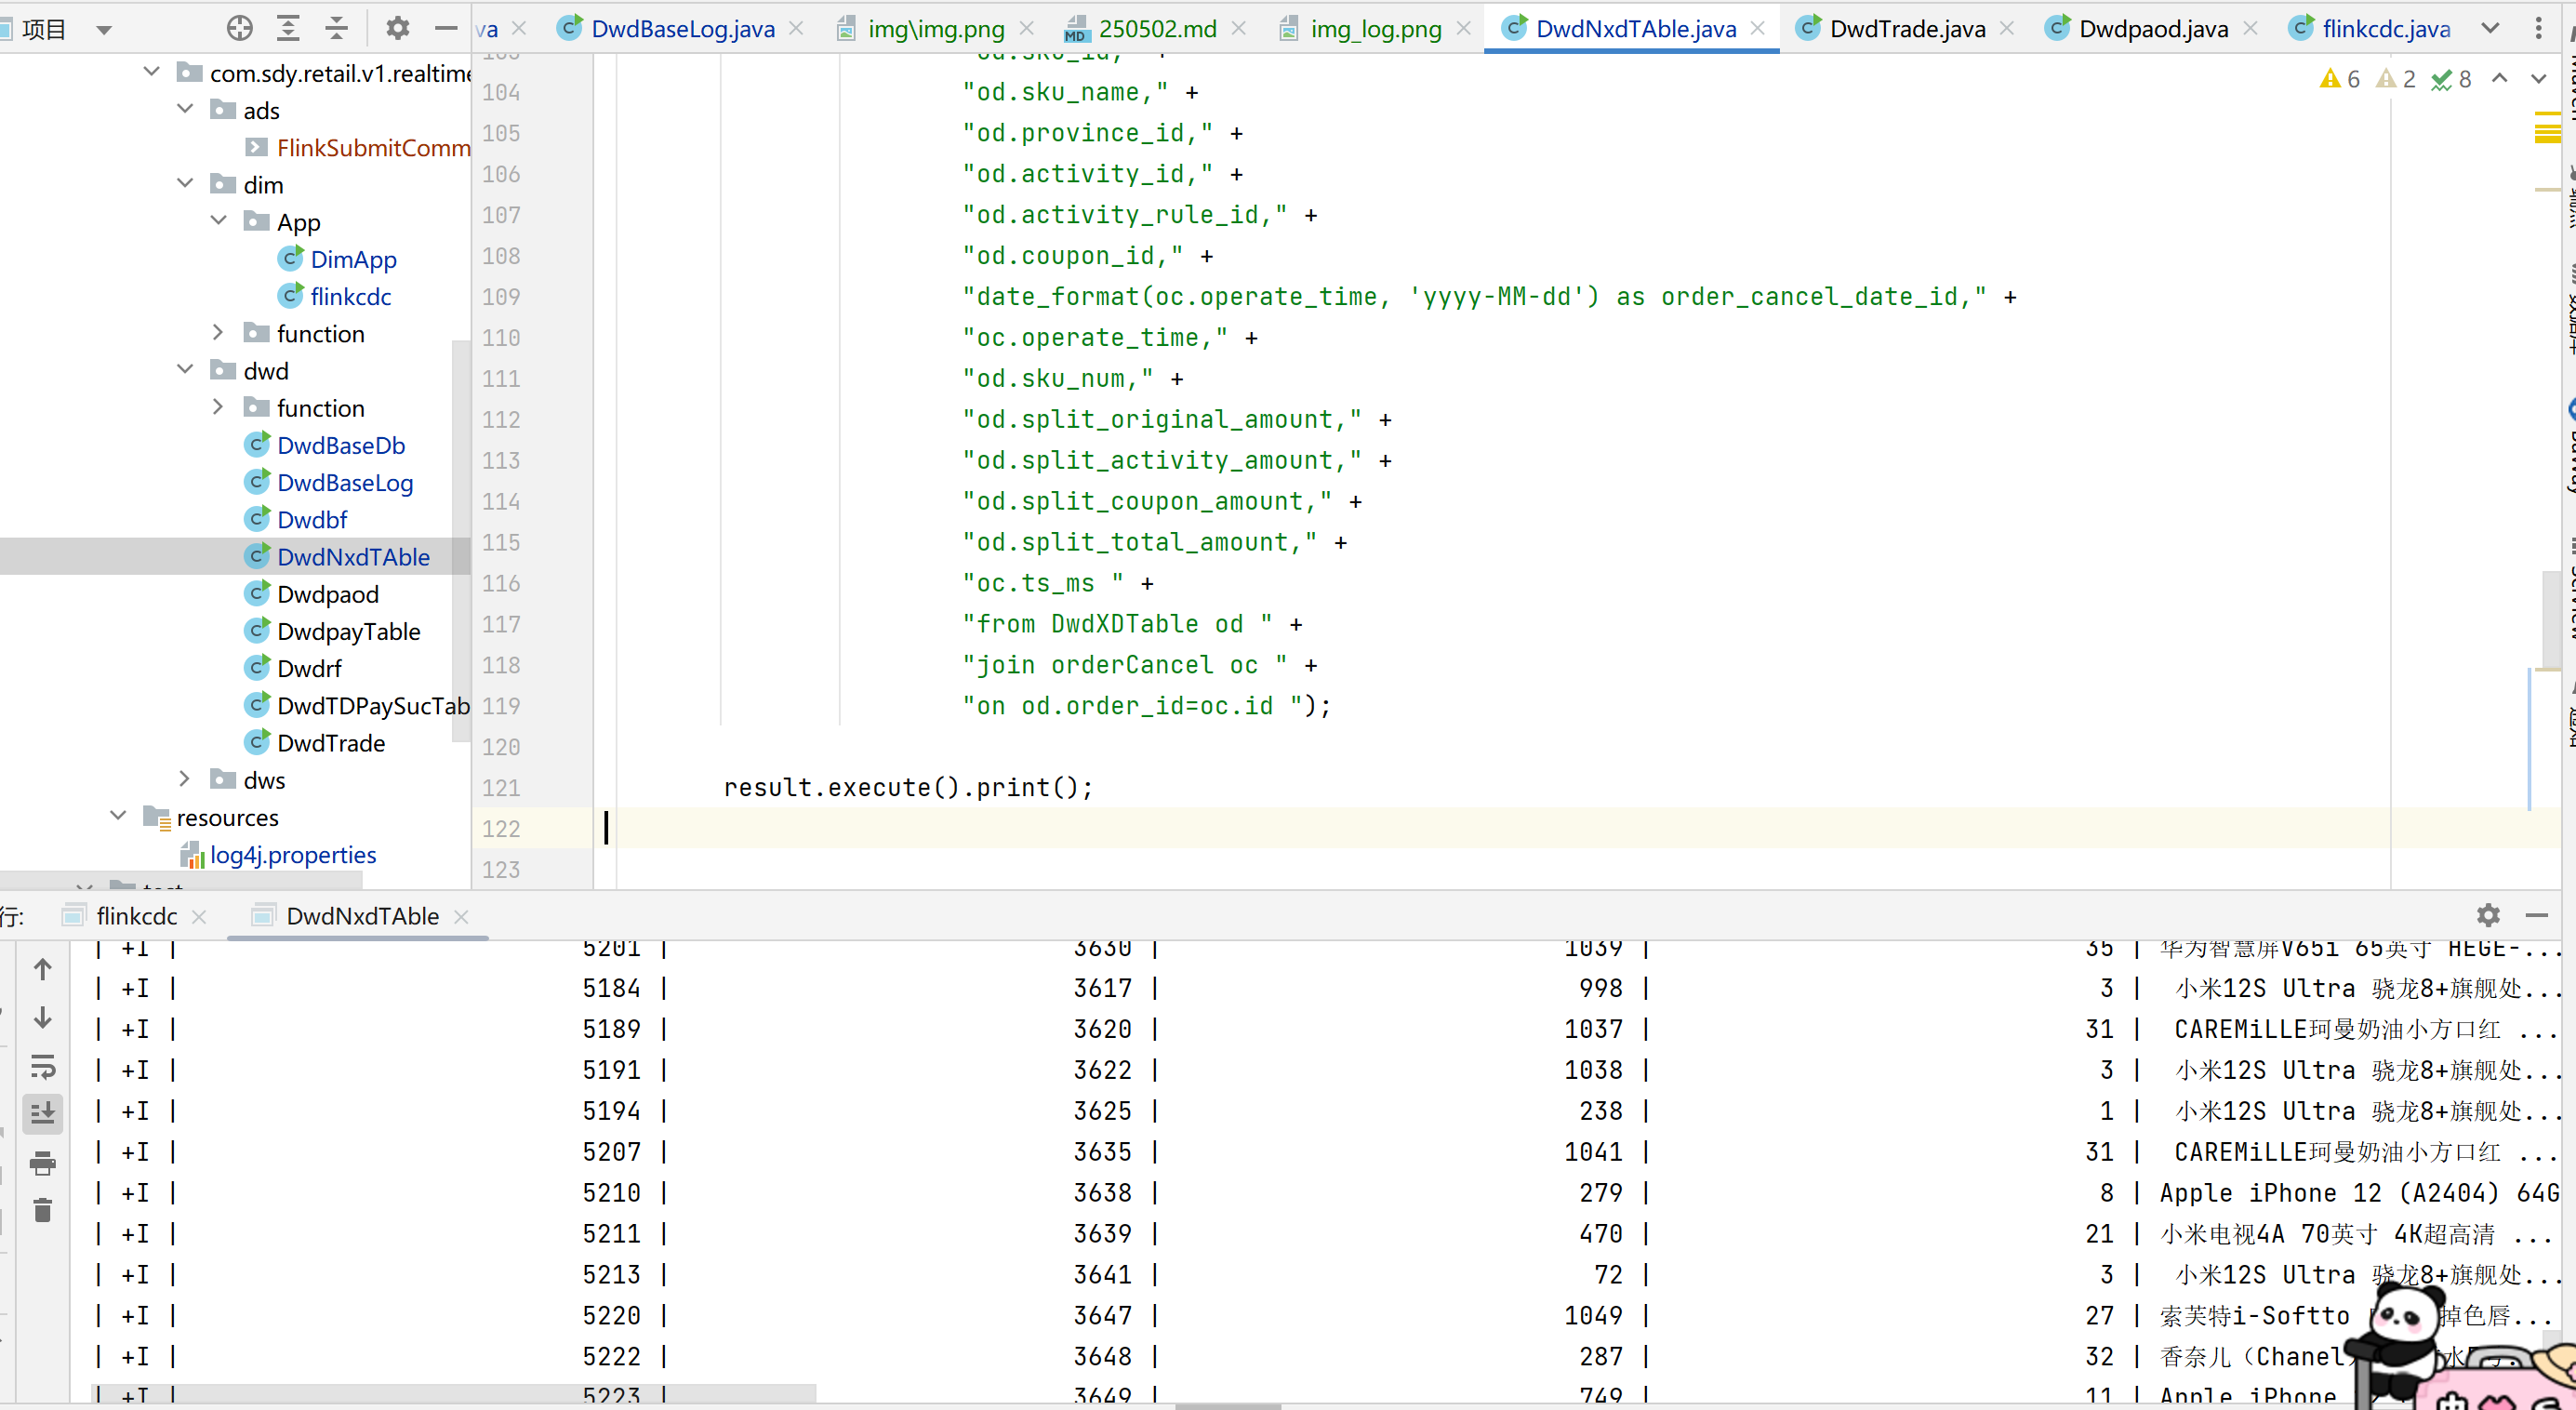 项目
va
DwdBaseLog.java
img\img.png
250502.md
img_log.png
DwdNxdTAble.java
DwdTrade.java
Dwdpaod.java
flinkcdc.java
com.sdy.retail.v1.realtime
ads
FlinkSubmitComm
dim
App
DimApp
flinkcdc
function
dwd
function
DwdBaseDb
DwdBaseLog
Dwdbf
DwdNxdTAble
Dwdpaod
DwdpayTable
Dwdrf
DwdTDPaySucTab
DwdTrade
dws
resources
log4j.properties
test
6 2 8
103 "od.sku_id," +
104 "od.sku_name," +
105 "od.province_id," +
106 "od.activity_id," +
107 "od.activity_rule_id," +
108 "od.coupon_id," +
109 "date_format(oc.operate_time, 'yyyy-MM-dd') as order_cancel_date_id," +
110 "oc.operate_time," +
111 "od.sku_num," +
112 "od.split_original_amount," +
113 "od.split_activity_amount," +
114 "od.split_coupon_amount," +
115 "od.split_total_amount," +
116 "oc.ts_ms " +
117 "from DwdXDTable od " +
118 "join orderCancel oc " +
119 "on od.order_id=oc.id ");
120
121 result.execute().print();
122
123
Maven
数据库
行:
flinkcdc
DwdNxdTAble
| +I | 5201 | 3630 | 1039 | 35 | 华为智慧屏V65i 65英寸 HEGE-...
| +I | 5184 | 3617 | 998 | 3 | 小米12S Ultra 骁龙8+旗舰处...
| +I | 5189 | 3620 | 1037 | 31 | CAREMiLLE珂曼奶油小方口红 ...
| +I | 5191 | 3622 | 1038 | 3 | 小米12S Ultra 骁龙8+旗舰处...
| +I | 5194 | 3625 | 238 | 1 | 小米12S Ultra 骁龙8+旗舰处...
| +I | 5207 | 3635 | 1041 | 31 | CAREMiLLE珂曼奶油小方口红 ...
| +I | 5210 | 3638 | 279 | 8 | Apple iPhone 12 (A2404) 64G
| +I | 5211 | 3639 | 470 | 21 | 小米电视4A 70英寸 4K超高清 ...
| +I | 5213 | 3641 | 72 | 3 | 小米12S Ultra 骁龙8+旗舰处...
| +I | 5220 | 3647 | 1049 | 27 | 索芙特i-Softto 掉色唇...
| +I | 5222 | 3648 | 287 | 32 | 香奈儿（Chanel 水
| +I | 5223 | 3649 | 749 | 11 | Apple iPhone